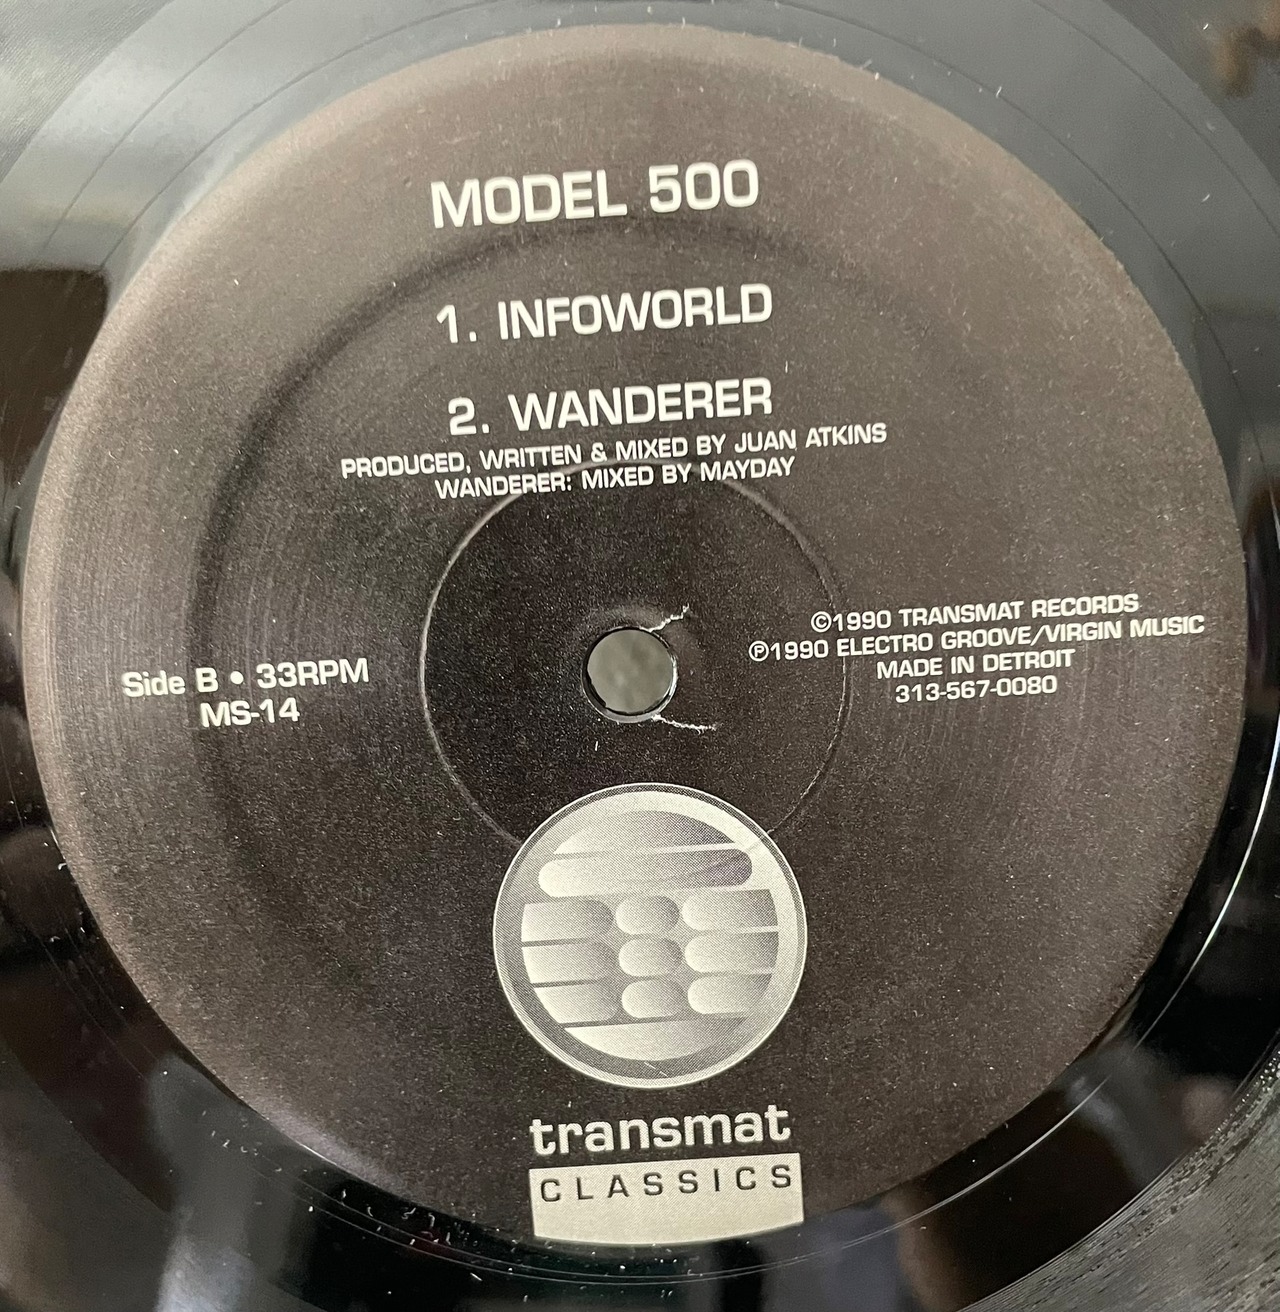 MODEL 500
1. INFOWORLD
2. WANDERER
PRODUCED, WRITTEN & MIXED BY JUAN ATKINS
WANDERER: MIXED BY MAYDAY
Side B • 33RPM
MS-14
©1990 TRANSMAT RECORDS
℗1990 ELECTRO GROOVE/VIRGIN MUSIC
MADE IN DETROIT
313-567-0080
transmat
CLASSICS